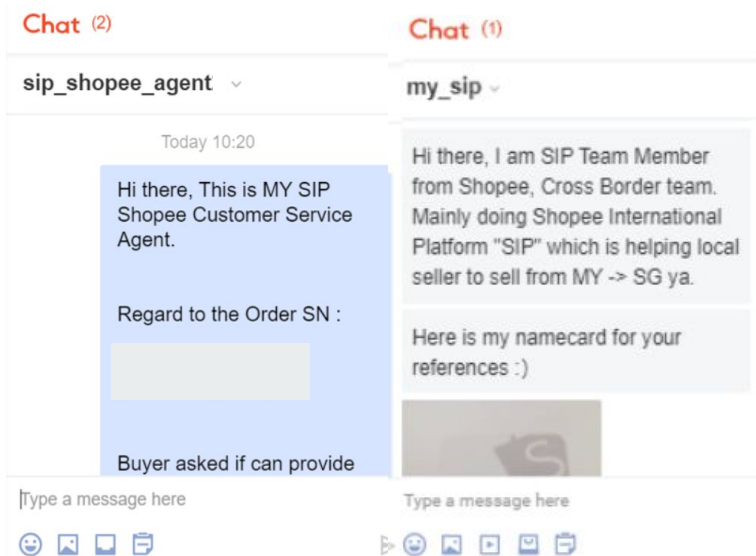 Chat (2)
sip_shopee_agent
Today 10:20
Hi there, This is MY SIP
Shopee Customer Service
Agent.
Regard to the Order SN :
Buyer asked if can provide
Type a message here
Chat (1)
my_sip
Hi there, I am SIP Team Member
from Shopee, Cross Border team.
Mainly doing Shopee International
Platform "SIP" which is helping local
seller to sell from MY -> SG ya.
Here is my namecard for your
references :)
S
Type a message here